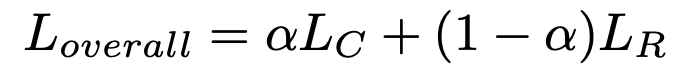 L_{overall} = αL_C + (1 − α)L_R